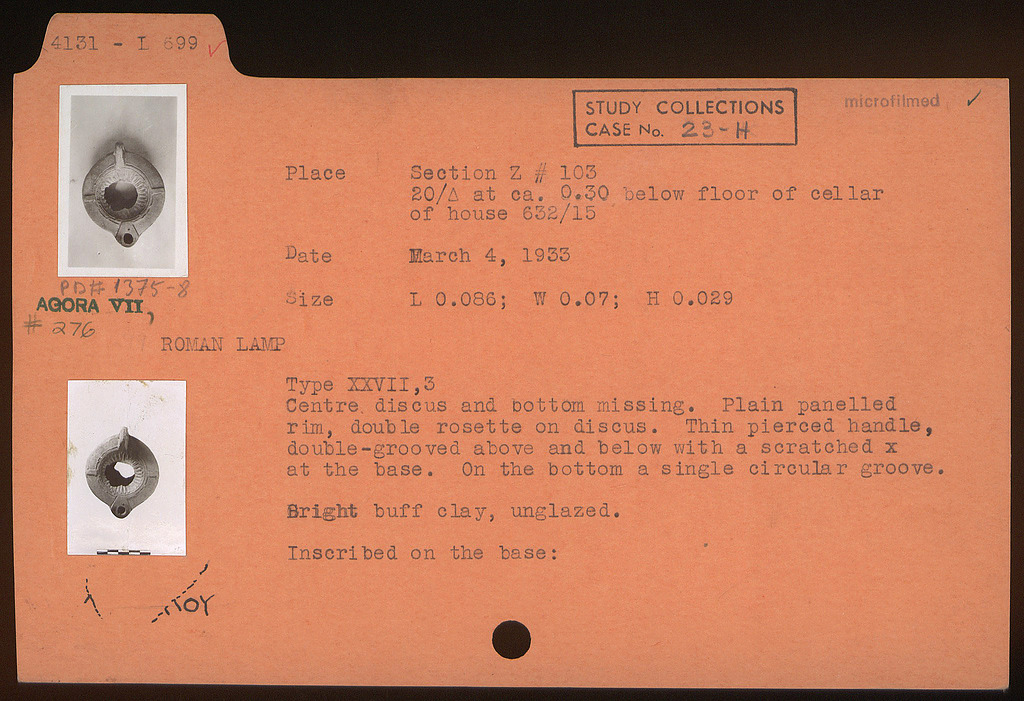 4131 - L 699 ✓
STUDY COLLECTIONS
CASE No. 23-H
microfilmed ✓
Place Section Z # 103
20/Δ at ca. 0.30 below floor of cellar
of house 632/15
Date March 4, 1933
Size L 0.086; W 0.07; H 0.029
PD# 1375-8
AGORA VII,
# 276
ROMAN LAMP
Type XXVII,3
Centre discus and bottom missing. Plain panelled
rim, double rosette on discus. Thin pierced handle,
double-grooved above and below with a scratched x
at the base. On the bottom a single circular groove.
Bright buff clay, unglazed.
Inscribed on the base:
ΠΟΥ